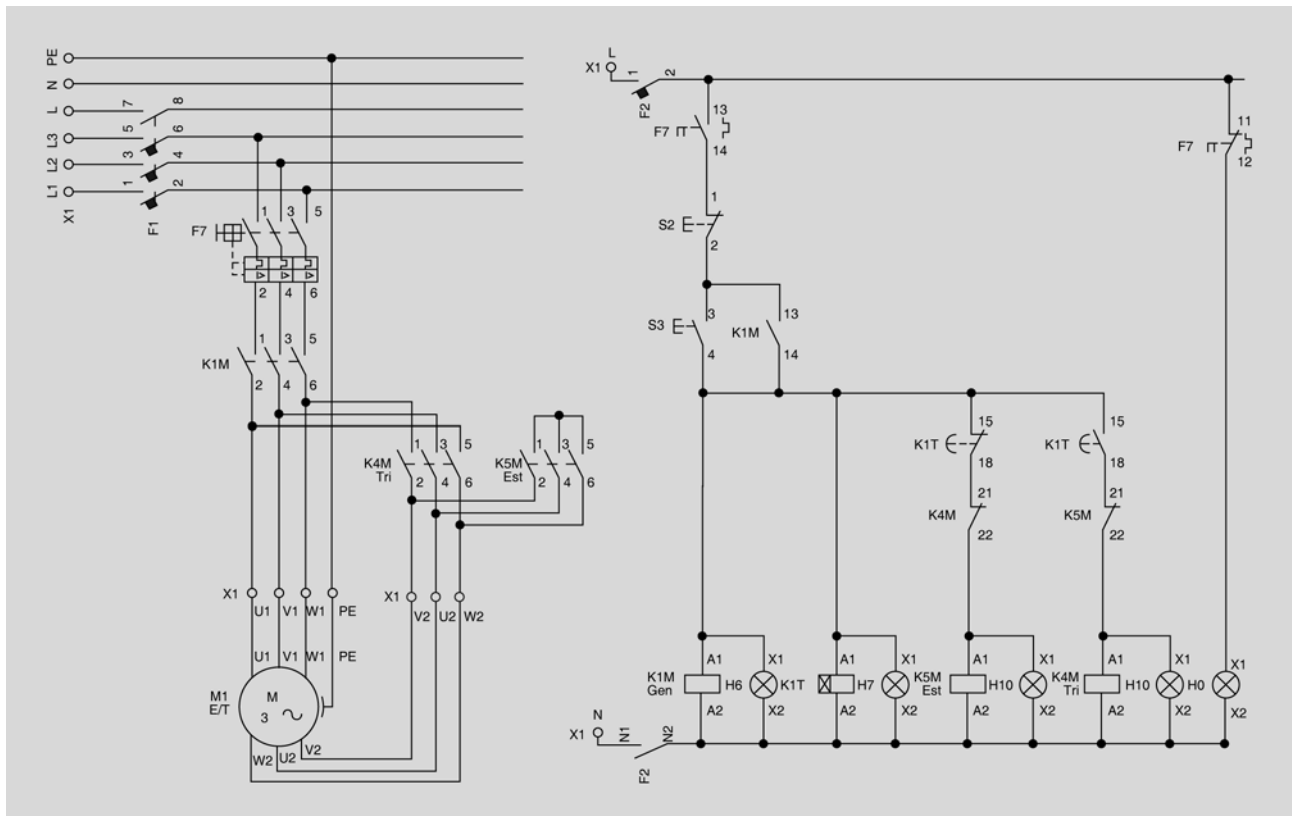 PE
N
L
L3
L2
L1
X1
7 8
5 6
3 4
1 2
F1
F7
1 3 5
2 4 6
K1M
1 3 5
2 4 6
K4M
Tri
1 3 5
2 4 6
K5M
Est
1 3 5
2 4 6
X1
U1 V1 W1 PE
X1
V2 U2 W2
U1 V1 W1 PE
M1
E/T
M
3
W2 U2 V2
L
X1
1 2
F2
F7
13
14
F7
11
12
S2
1
2
S3
3
4
K1M
13
14
K1T
15
18
K1T
15
18
K4M
21
22
K5M
21
22
A1 X1 A1 X1 A1 X1 A1 X1 X1
K1M
Gen
H6
K1T
H7
K5M
Est
H10
K4M
Tri
H10
H0
A2 X2 A2 X2 A2 X2 A2 X2 X2
N
X1
N1 N2
F2